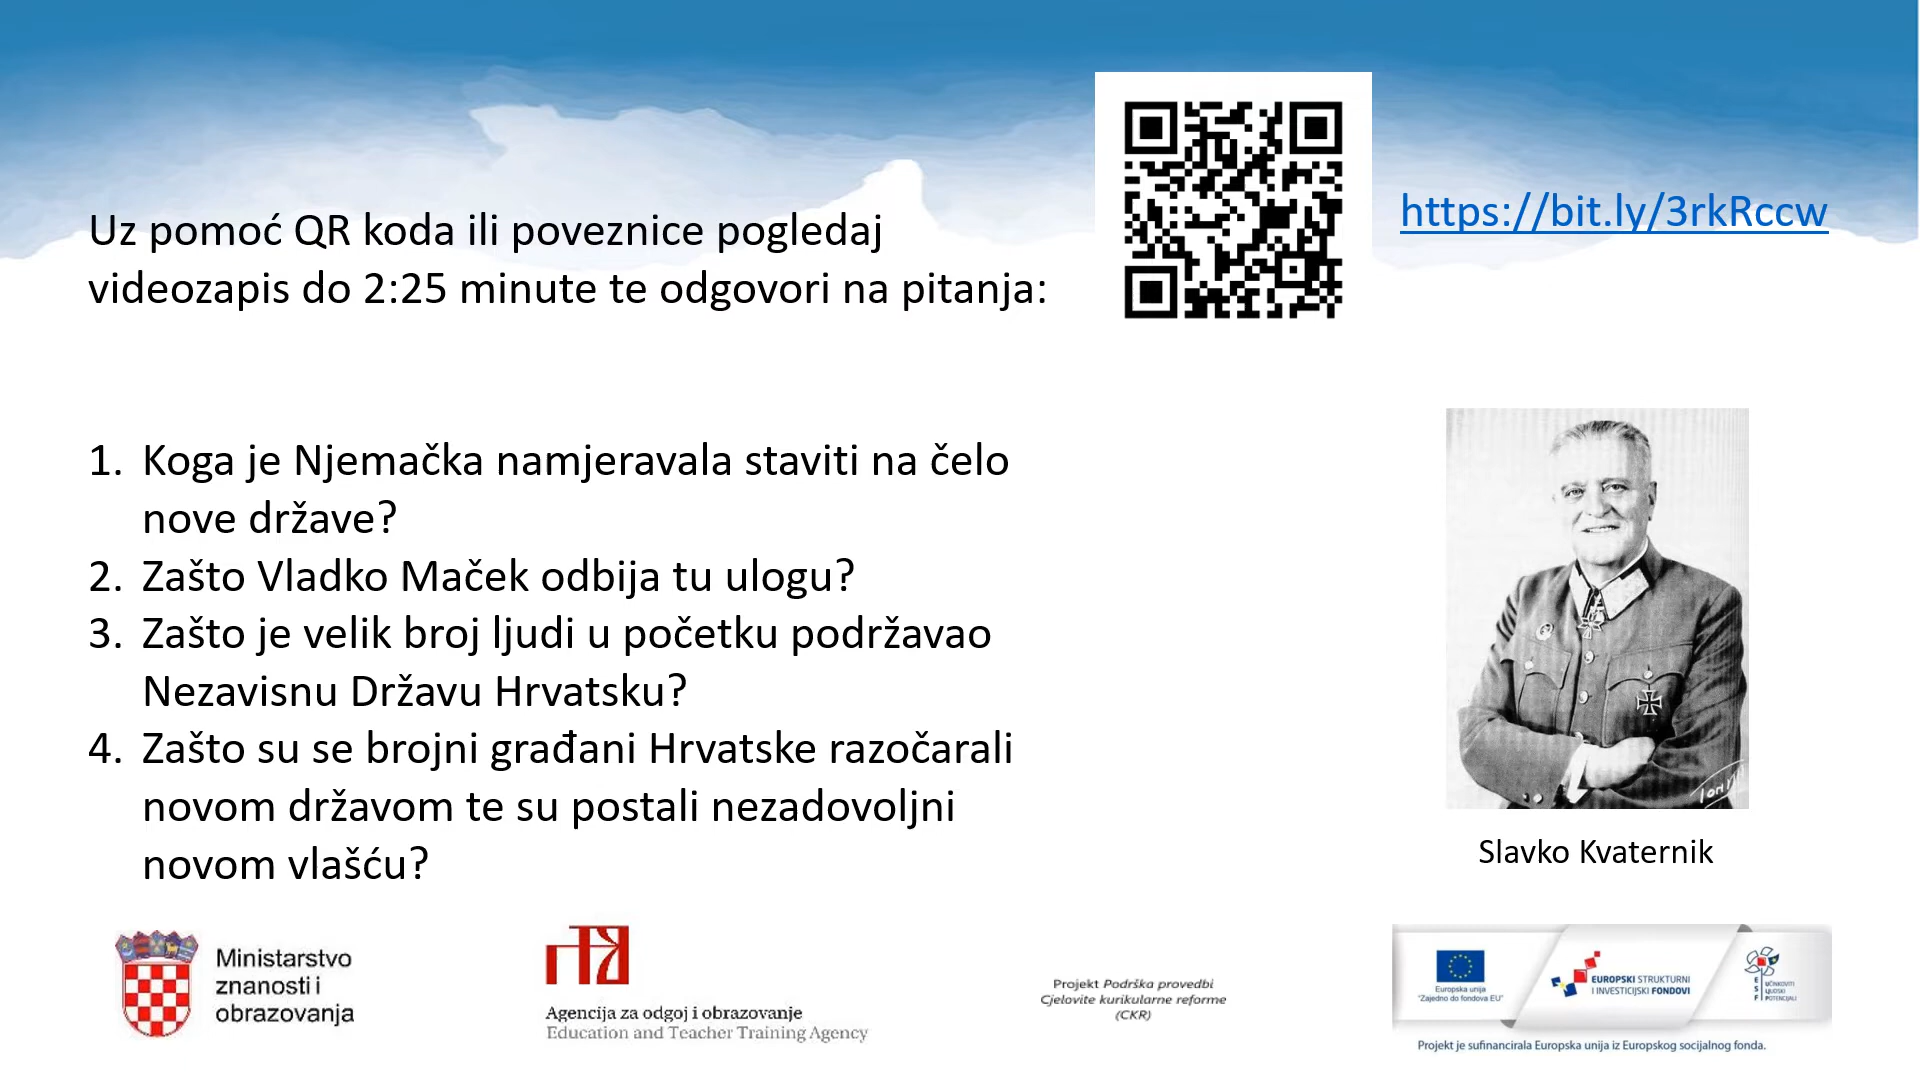 Uz pomoć QR koda ili poveznice pogledaj
videozapis do 2:25 minute te odgovori na pitanja:
https://bit.ly/3rkRccw
1. Koga je Njemačka namjeravala staviti na čelo
nove države?
2. Zašto Vladko Maček odbija tu ulogu?
3. Zašto je velik broj ljudi u početku podržavao
Nezavisnu Državu Hrvatsku?
4. Zašto su se brojni građani Hrvatske razočarali
novom državom te su postali nezadovoljni
novom vlašću?
Slavko Kvaternik
Ministarstvo
znanosti i
obrazovanja
Agencija za odgoj i obrazovanje
Education and Teacher Training Agency
Projekt Podrška provedbi
Cjelovite kurikularne reforme
(CKR)
Europska unija
"Zajedno do fondova EU"
EUROPSKI STRUKTURNI
I INVESTICIJSKI FONDOVI
ESF
UČINKOVITI
LJUDSKI
POTENCIJALI
Projekt je sufinancirala Europska unija iz Europskog socijalnog fonda.